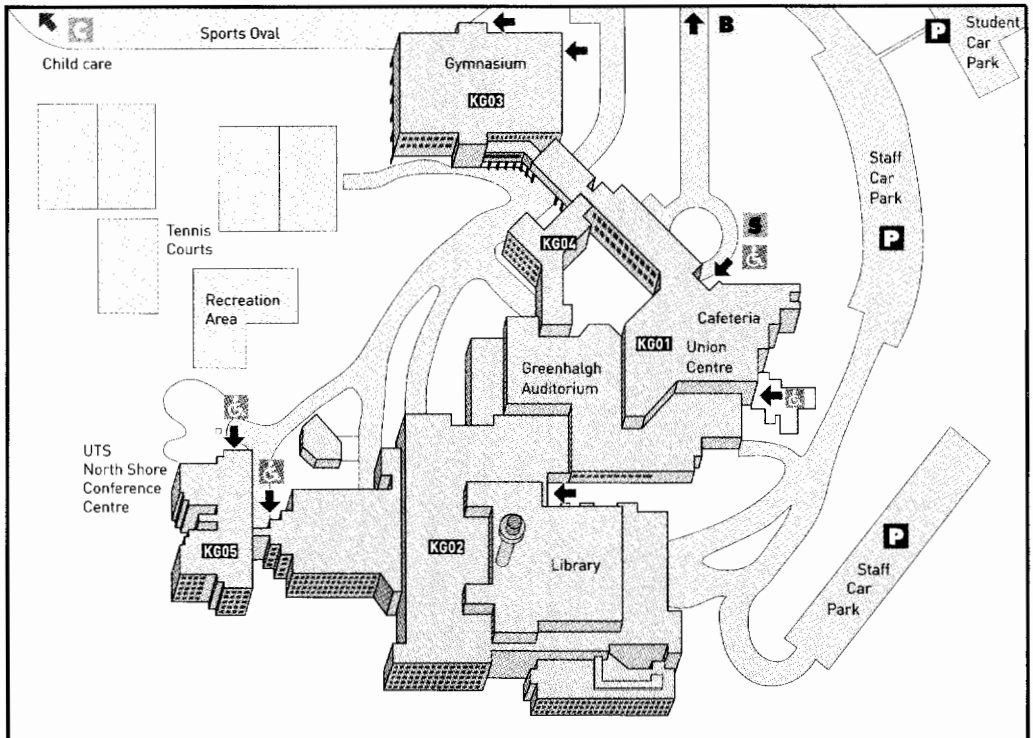 C
Sports Oval
Child care
B
P
Student
Car
Park
Gymnasium
KG03
Staff
Car
Park
P
Tennis
Courts
KG04
S
Recreation
Area
Cafeteria
KG01
Union
Centre
Greenhalgh
Auditorium
UTS
North Shore
Conference
Centre
KG05
KG02
Library
P
Staff
Car
Park